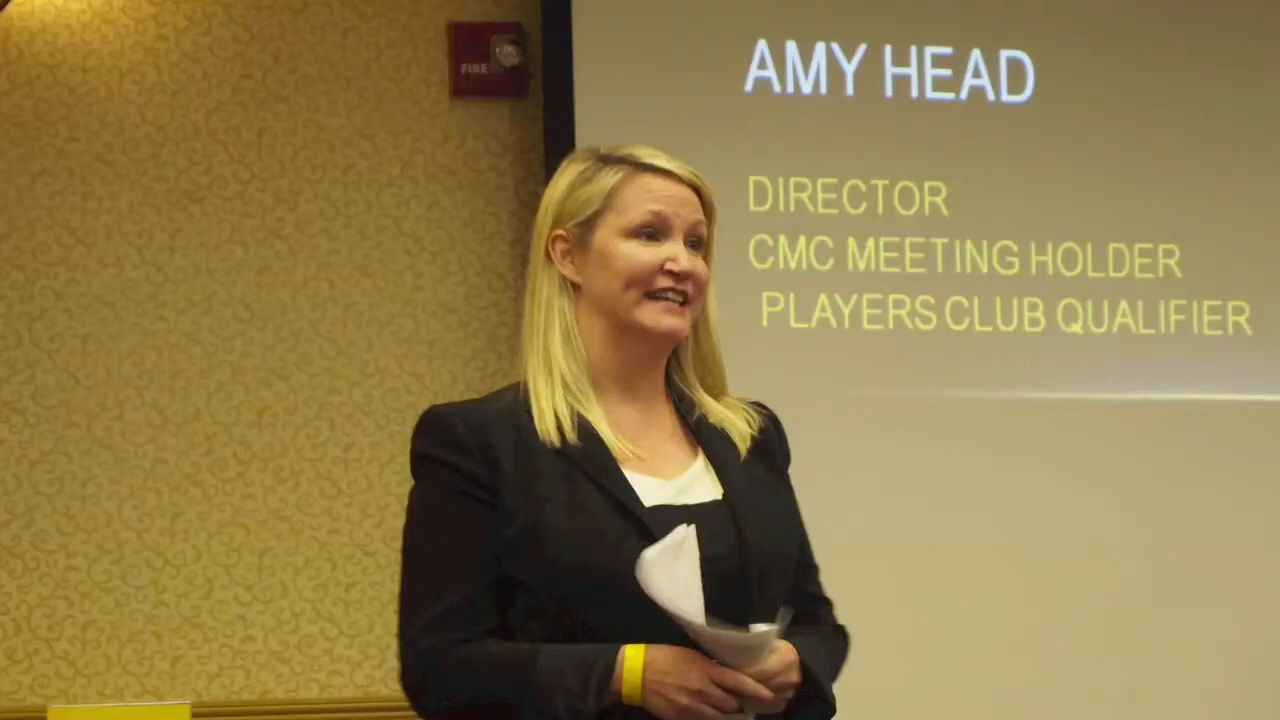 FIRE
AMY HEAD
DIRECTOR
CMC MEETING HOLDER
PLAYERS CLUB QUALIFIER